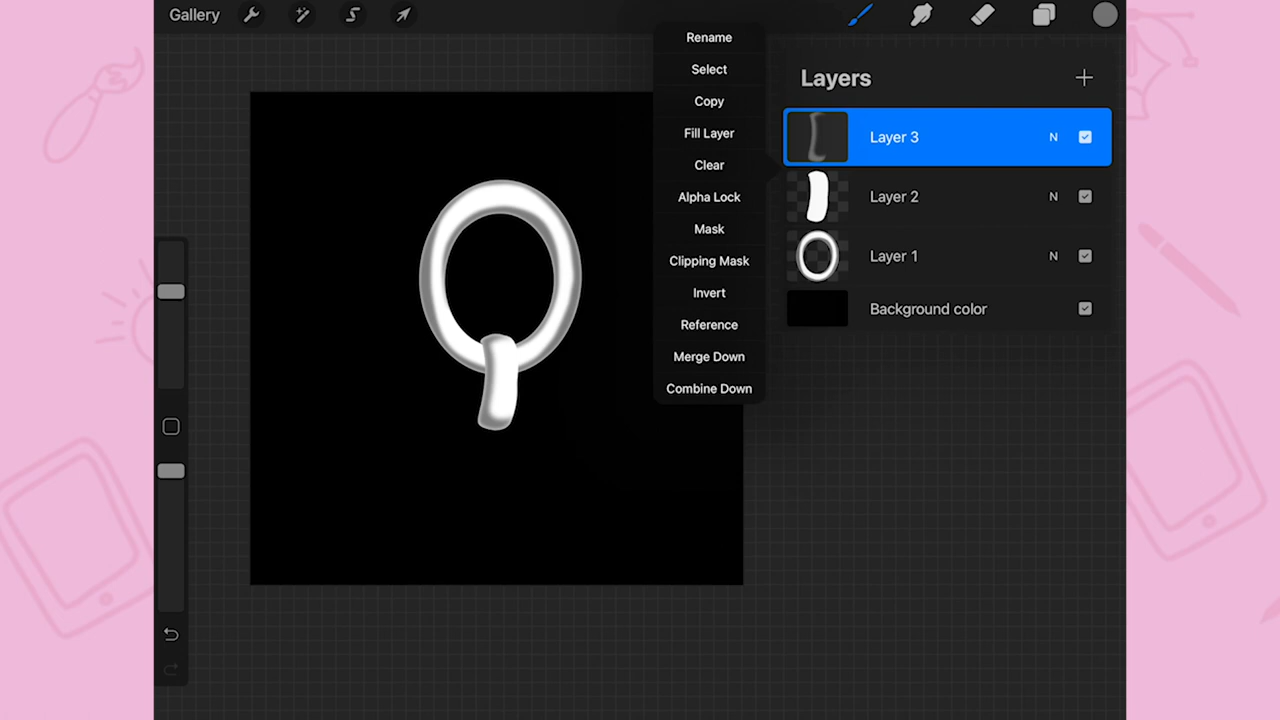 Gallery
Rename
Select
Copy
Fill Layer
Clear
Alpha Lock
Mask
Clipping Mask
Invert
Reference
Merge Down
Combine Down
Layers
Layer 3 N
Layer 2 N
Layer 1 N
Background color